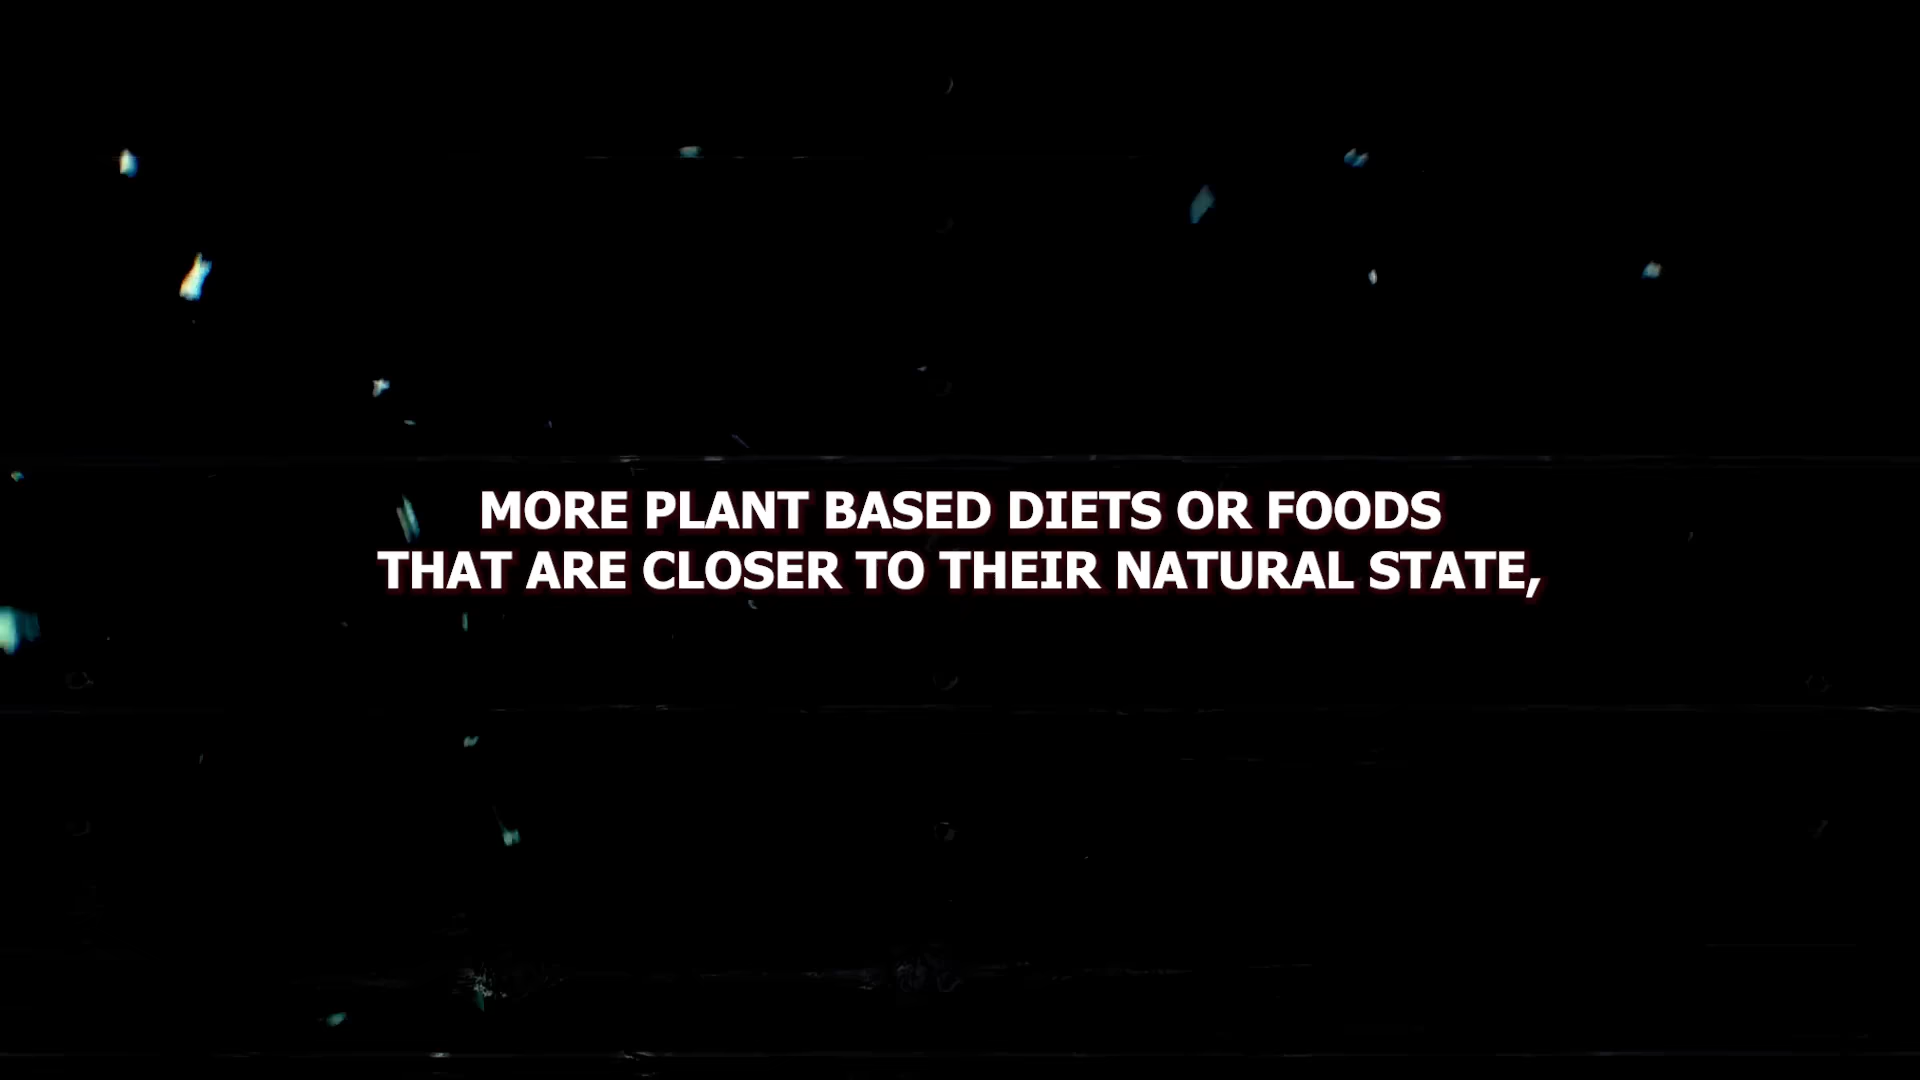 MORE PLANT BASED DIETS OR FOODS
THAT ARE CLOSER TO THEIR NATURAL STATE,